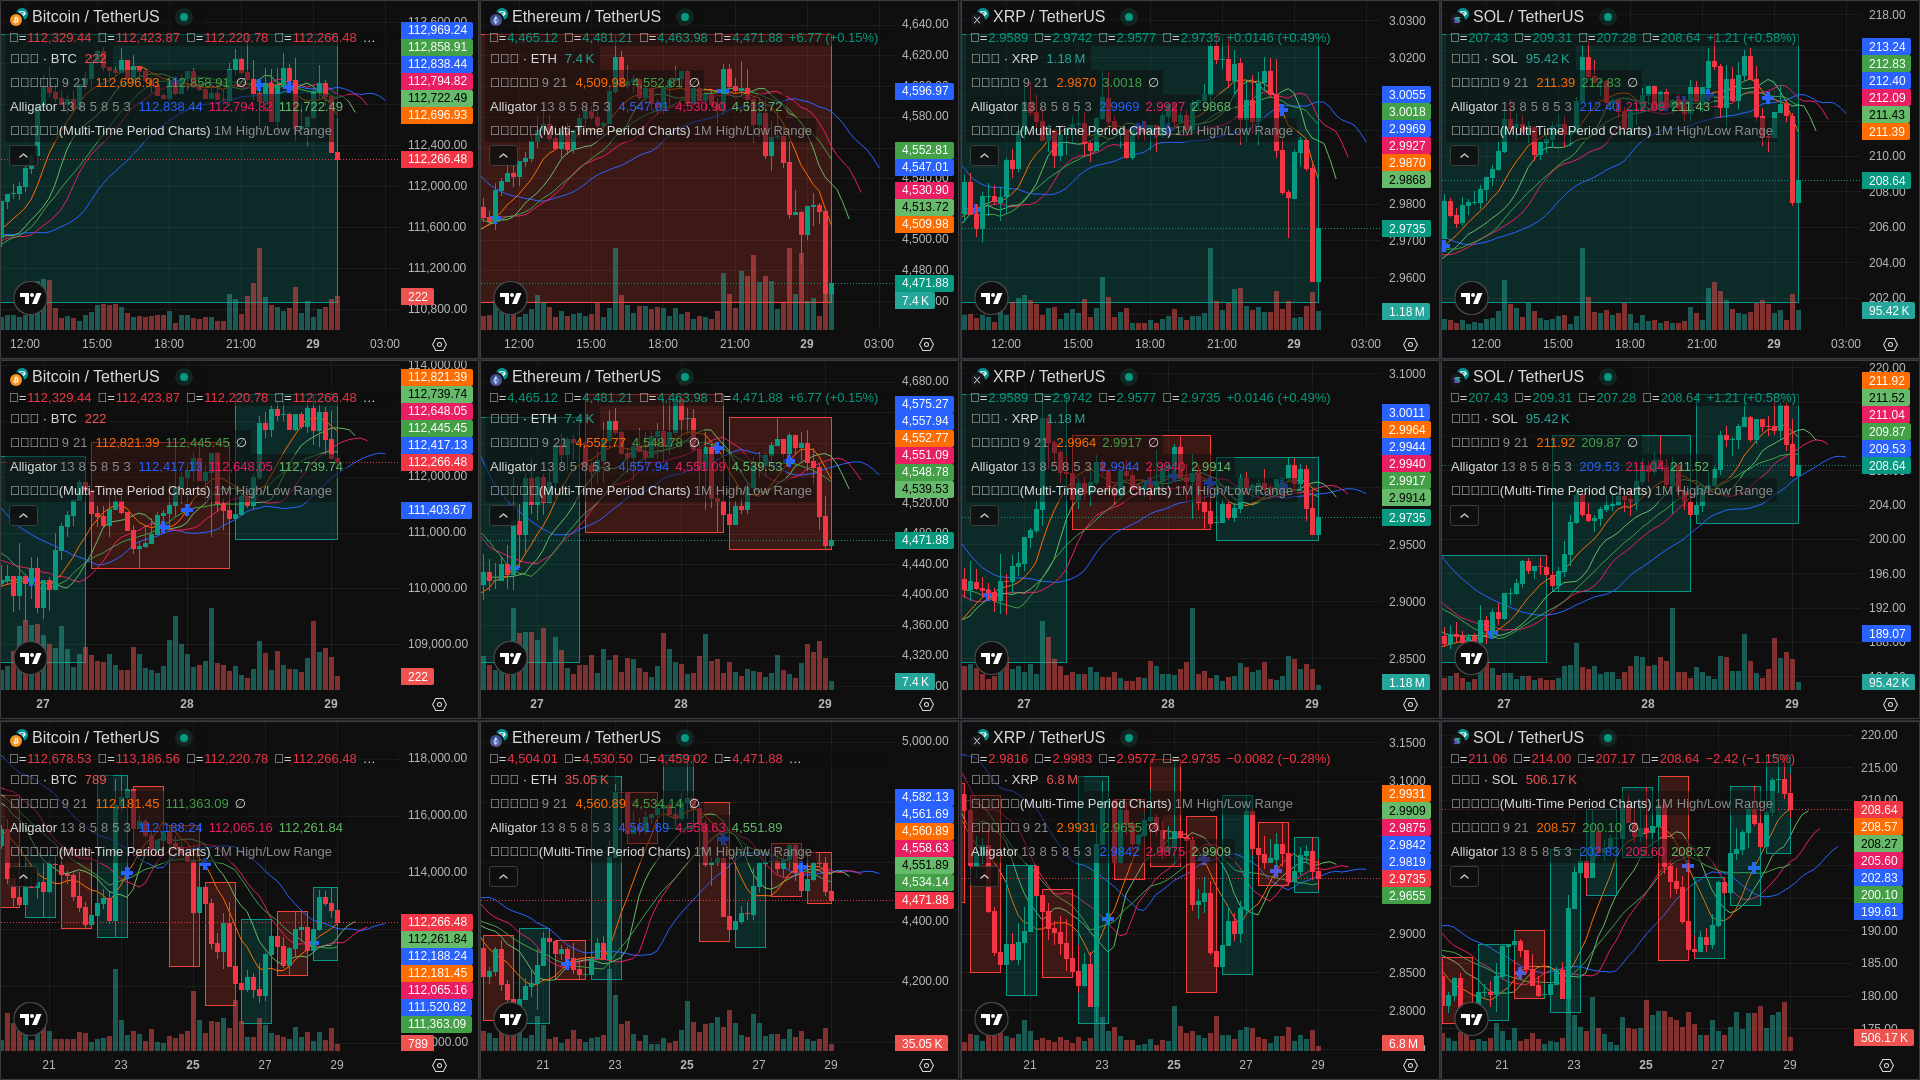 Bitcoin / TetherUS
=112,329.44 =112,423.87 =112,220.78 =112,266.48 …
· BTC 222
9 21 112,696.93 112,858.91 ∅
Alligator 13 8 5 8 5 3 112,838.44 112,794.82 112,722.49
(Multi-Time Period Charts) 1M High/Low Range
112,969.24
112,858.91
112,838.44
112,794.82
112,722.49
112,696.93
112,400.00
112,266.48
112,000.00
111,600.00
111,200.00
222
110,800.00
12:00 15:00 18:00 21:00 29 03:00
Ethereum / TetherUS
=4,465.12 =4,481.21 =4,463.98 =4,471.88 +6.77 (+0.15%)
· ETH 7.4 K
9 21 4,509.98 4,552.81 ∅
Alligator 13 8 5 8 5 3 4,547.01 4,530.90 4,513.72
(Multi-Time Period Charts) 1M High/Low Range
4,640.00
4,620.00
4,596.97
4,580.00
4,560.00
4,552.81
4,547.01
4,530.90
4,513.72
4,509.98
4,500.00
4,480.00
4,471.88
7.4 K
12:00 15:00 18:00 21:00 29 03:00
XRP / TetherUS
=2.9589 =2.9742 =2.9577 =2.9735 +0.0146 (+0.49%)
· XRP 1.18 M
9 21 2.9870 3.0018 ∅
Alligator 13 8 5 8 5 3 2.9969 2.9927 2.9868
(Multi-Time Period Charts) 1M High/Low Range
3.0300
3.0200
3.0100
3.0055
3.0018
2.9969
2.9927
2.9870
2.9868
2.9800
2.9735
2.9700
2.9600
1.18 M
12:00 15:00 18:00 21:00 29 03:00
SOL / TetherUS
=207.43 =209.31 =207.28 =208.64 +1.21 (+0.58%)
· SOL 95.42 K
9 21 211.39 212.83 ∅
Alligator 13 8 5 8 5 3 212.40 212.09 211.43
(Multi-Time Period Charts) 1M High/Low Range
218.00
213.24
212.83
212.40
212.09
211.43
211.39
210.00
208.64
208.00
206.00
204.00
202.00
95.42 K
12:00 15:00 18:00 21:00 29 03:00
Bitcoin / TetherUS
=112,329.44 =112,423.87 =112,220.78 =112,266.48 …
· BTC 222
9 21 112,821.39 112,445.45 ∅
Alligator 13 8 5 8 5 3 112,417.13 112,648.05 112,739.74
(Multi-Time Period Charts) 1M High/Low Range
114,000.00
112,821.39
112,739.74
112,648.05
112,445.45
112,417.13
112,266.48
112,000.00
111,403.67
111,000.00
110,000.00
109,000.00
222
27 28 29
Ethereum / TetherUS
=4,465.12 =4,481.21 =4,463.98 =4,471.88 +6.77 (+0.15%)
· ETH 7.4 K
9 21 4,552.77 4,548.78 ∅
Alligator 13 8 5 8 5 3 4,557.94 4,551.09 4,539.53
(Multi-Time Period Charts) 1M High/Low Range
4,680.00
4,575.27
4,557.94
4,552.77
4,551.09
4,548.78
4,539.53
4,520.00
4,480.00
4,471.88
4,440.00
4,400.00
4,360.00
4,320.00
7.4 K
27 28 29
XRP / TetherUS
=2.9589 =2.9742 =2.9577 =2.9735 +0.0146 (+0.49%)
· XRP 1.18 M
9 21 2.9964 2.9917 ∅
Alligator 13 8 5 8 5 3 2.9944 2.9940 2.9914
(Multi-Time Period Charts) 1M High/Low Range
3.1000
3.0011
2.9964
2.9944
2.9940
2.9917
2.9914
2.9735
2.9500
2.9000
2.8500
1.18 M
27 28 29
SOL / TetherUS
=207.43 =209.31 =207.28 =208.64 +1.21 (+0.58%)
· SOL 95.42 K
9 21 211.92 209.87 ∅
Alligator 13 8 5 8 5 3 209.53 211.04 211.52
(Multi-Time Period Charts) 1M High/Low Range
220.00
211.92
211.52
211.04
209.87
209.53
208.64
204.00
200.00
196.00
192.00
189.07
188.00
95.42 K
27 28 29
Bitcoin / TetherUS
=112,678.53 =113,186.56 =112,220.78 =112,266.48 …
· BTC 789
9 21 112,181.45 111,363.09 ∅
Alligator 13 8 5 8 5 3 112,188.24 112,065.16 112,261.84
(Multi-Time Period Charts) 1M High/Low Range
118,000.00
116,000.00
114,000.00
112,266.48
112,261.84
112,188.24
112,181.45
112,065.16
111,520.82
111,363.09
789
21 23 25 27 29
Ethereum / TetherUS
=4,504.01 =4,530.50 =4,459.02 =4,471.88 …
· ETH 35.05 K
9 21 4,560.89 4,534.14 ∅
Alligator 13 8 5 8 5 3 4,561.69 4,558.63 4,551.89
(Multi-Time Period Charts) 1M High/Low Range
5,000.00
4,582.13
4,561.69
4,560.89
4,558.63
4,551.89
4,534.14
4,471.88
4,400.00
4,200.00
35.05 K
21 23 25 27 29
XRP / TetherUS
=2.9816 =2.9983 =2.9577 =2.9735 −0.0082 (−0.28%)
· XRP 6.8 M
(Multi-Time Period Charts) 1M High/Low Range
9 21 2.9931 2.9655 ∅
Alligator 13 8 5 8 5 3 2.9842 2.9875 2.9909
3.1500
3.1000
2.9931
2.9909
2.9875
2.9842
2.9819
2.9735
2.9655
2.9000
2.8500
2.8000
6.8 M
21 23 25 27 29
SOL / TetherUS
=211.06 =214.00 =207.17 =208.64 −2.42 (−1.15%)
· SOL 506.17 K
(Multi-Time Period Charts) 1M High/Low Range
9 21 208.57 200.10 ∅
Alligator 13 8 5 8 5 3 202.83 205.60 208.27
220.00
215.00
210.00
208.64
208.57
208.27
205.60
202.83
200.10
199.61
190.00
185.00
180.00
175.00
506.17 K
21 23 25 27 29